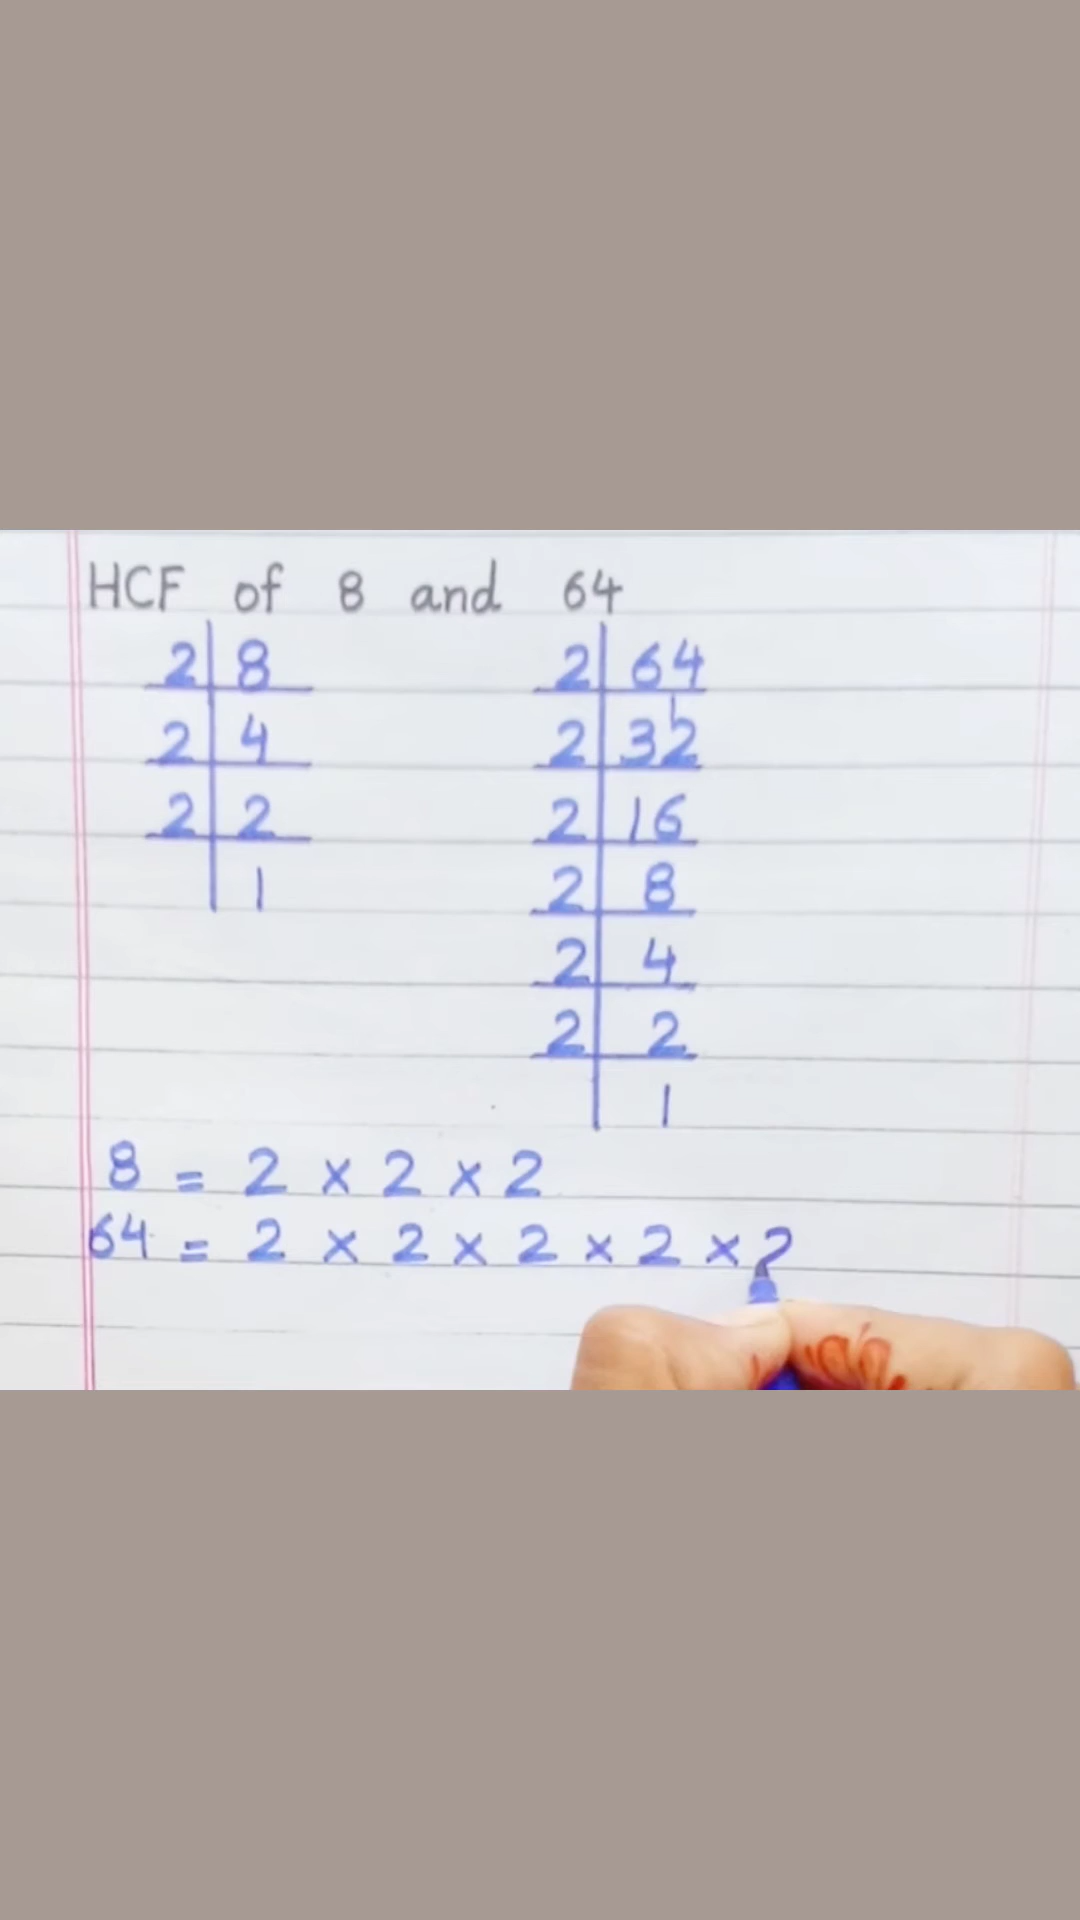 HCF of 8 and 64
2 8 2 64
2 4 2 32
2 2 2 16
1 2 8
2 4
2 2
1
8 = 2 x 2 x 2
64 = 2 x 2 x 2 x 2 x 2